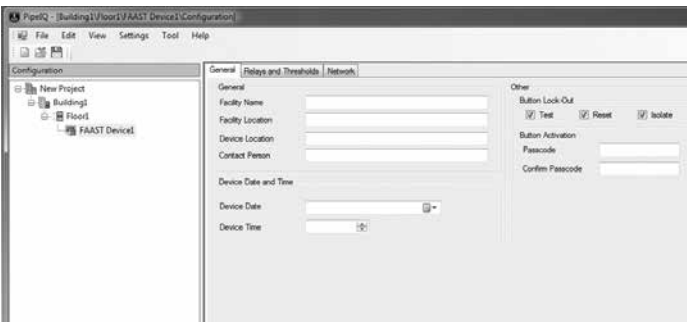 PipeIQ - [Building1\Floor1\FAAST Device1\Configuration]
File Edit View Settings Tool Help
Configuration
New Project
Building1
Floor1
FAAST Device1
General Relays and Thresholds Network
General
Facility Name
Facility Location
Device Location
Contact Person
Device Date and Time
Device Date
Device Time
Other
Button Lock-Out
Test Reset Isolate
Button Activation
Passcode
Confirm Passcode